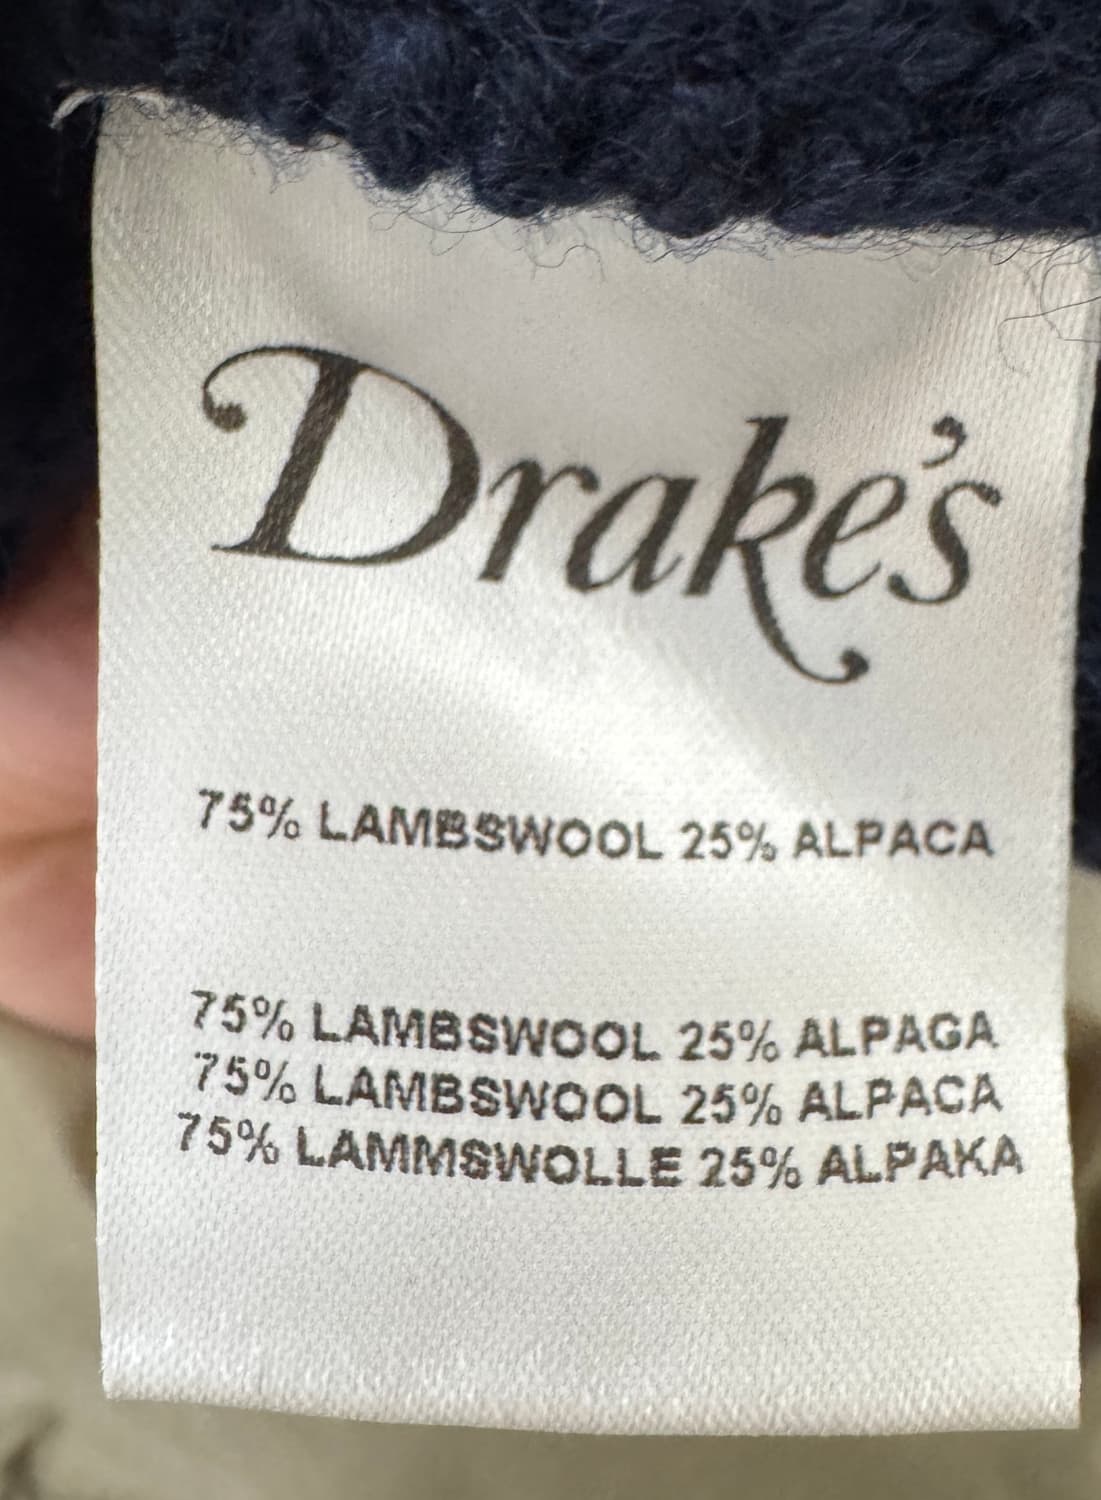 Drake's
75% LAMBSWOOL 25% ALPACA
75% LAMBSWOOL 25% ALPAGA
75% LAMBSWOOL 25% ALPACA
75% LAMMSWOLLE 25% ALPAKA